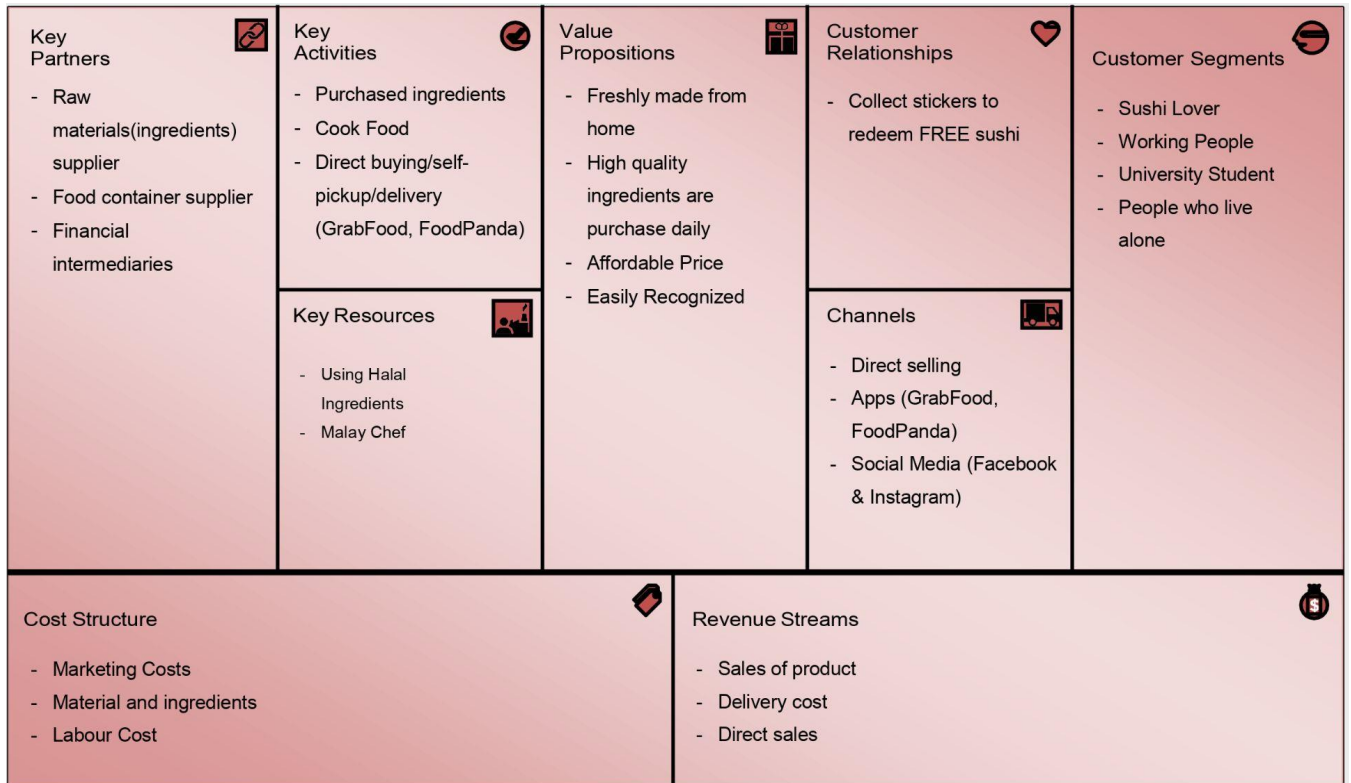 Key
Partners
- Raw
materials(ingredients)
supplier
- Food container supplier
- Financial
intermediaries
Key
Activities
- Purchased ingredients
- Cook Food
- Direct buying/self-
pickup/delivery
(GrabFood, FoodPanda)
Key Resources
- Using Halal
Ingredients
- Malay Chef
Value
Propositions
- Freshly made from
home
- High quality
ingredients are
purchase daily
- Affordable Price
- Easily Recognized
Customer
Relationships
- Collect stickers to
redeem FREE sushi
Channels
- Direct selling
- Apps (GrabFood,
FoodPanda)
- Social Media (Facebook
& Instagram)
Customer Segments
- Sushi Lover
- Working People
- University Student
- People who live
alone
Cost Structure
- Marketing Costs
- Material and ingredients
- Labour Cost
Revenue Streams
$
- Sales of product
- Delivery cost
- Direct sales